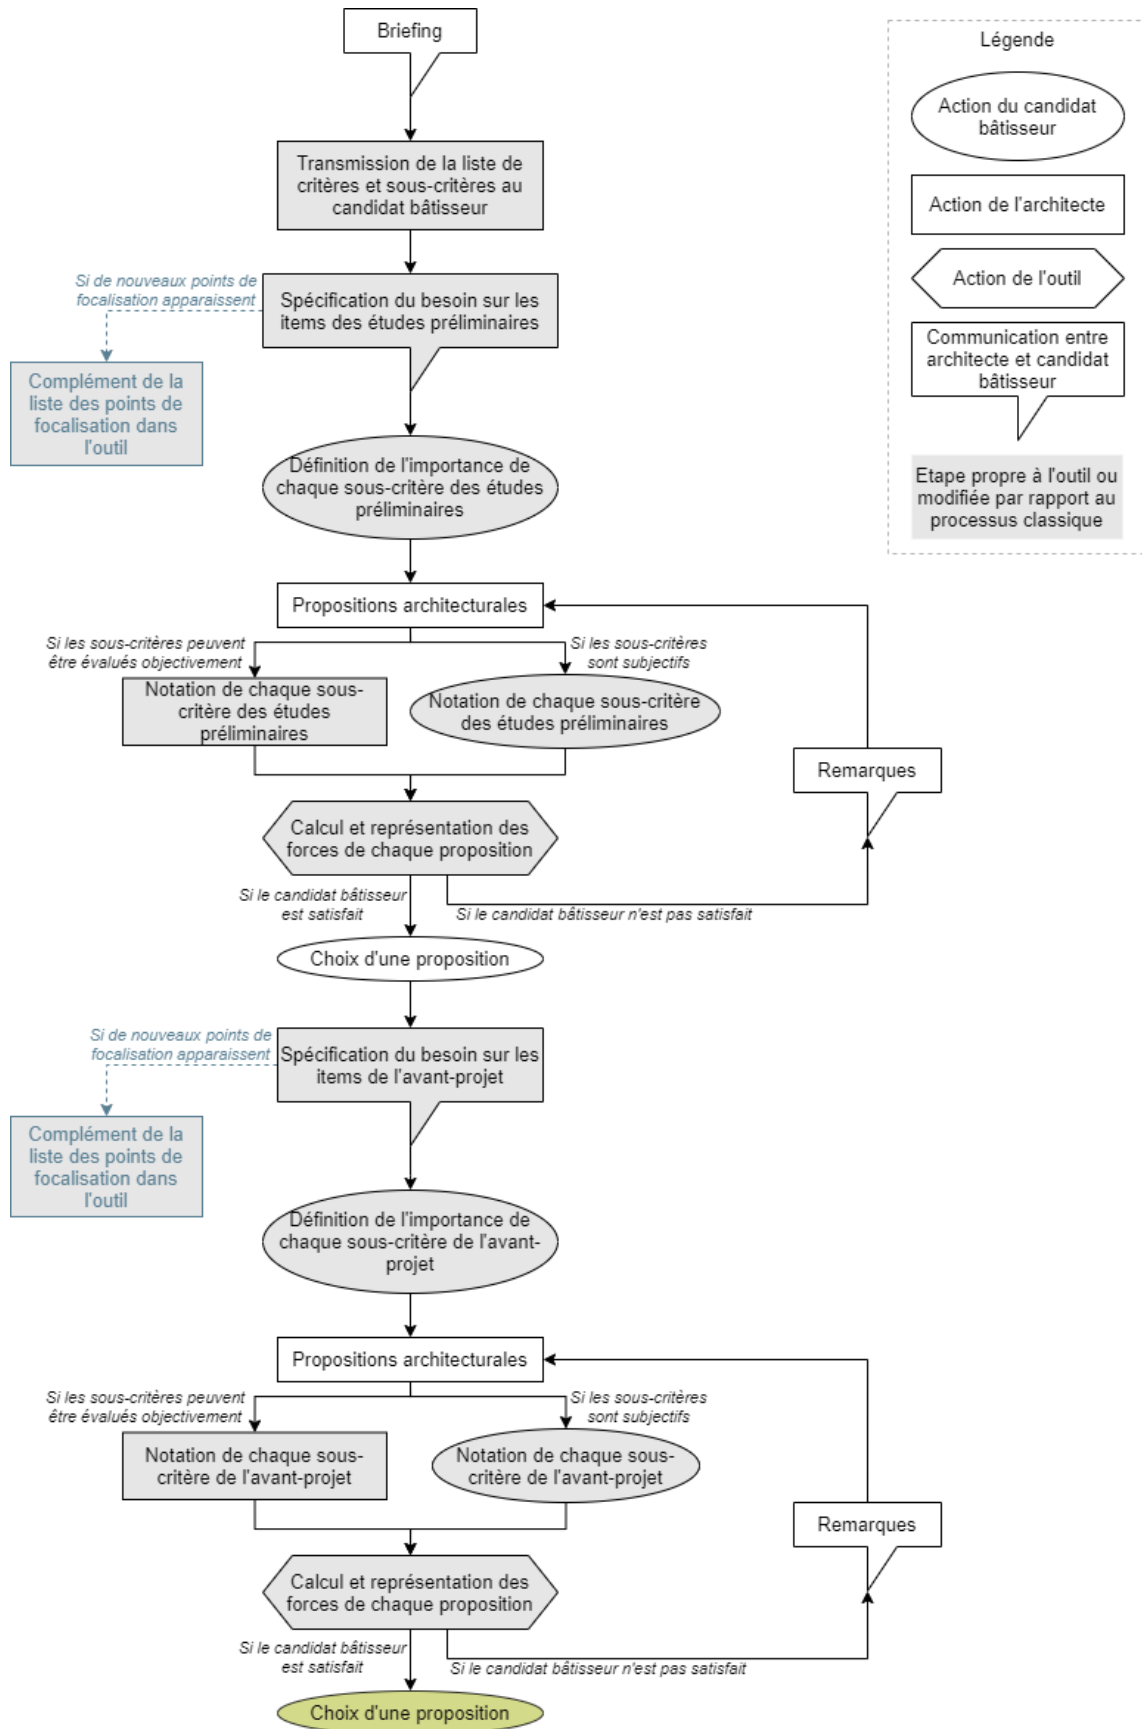 Briefing
Légende
Action du candidat
bâtisseur
Action de l'architecte
Action de l'outil
Communication entre
architecte et candidat
bâtisseur
Etape propre à l'outil ou
modifiée par rapport au
processus classique
Transmission de la liste de
critères et sous-critères au
candidat bâtisseur
Si de nouveaux points de
focalisation apparaissent
Spécification du besoin sur les
items des études préliminaires
Complément de la
liste des points de
focalisation dans
l'outil
Définition de l'importance de
chaque sous-critère des études
préliminaires
Propositions architecturales
Si les sous-critères peuvent
être évalués objectivement
Si les sous-critères
sont subjectifs
Notation de chaque sous-
critère des études
préliminaires
Notation de chaque sous-critère
des études préliminaires
Remarques
Calcul et représentation des
forces de chaque proposition
Si le candidat bâtisseur
est satisfait
Si le candidat bâtisseur n'est pas satisfait
Choix d'une proposition
Si de nouveaux points de
focalisation apparaissent
Spécification du besoin sur les
items de l'avant-projet
Complément de la
liste des points de
focalisation dans
l'outil
Définition de l'importance de
chaque sous-critère de l'avant-
projet
Propositions architecturales
Si les sous-critères peuvent
être évalués objectivement
Si les sous-critères
sont subjectifs
Notation de chaque sous-
critère de l'avant-projet
Notation de chaque sous-
critère de l'avant-projet
Remarques
Calcul et représentation des
forces de chaque proposition
Si le candidat bâtisseur
est satisfait
Si le candidat bâtisseur n'est pas satisfait
Choix d'une proposition